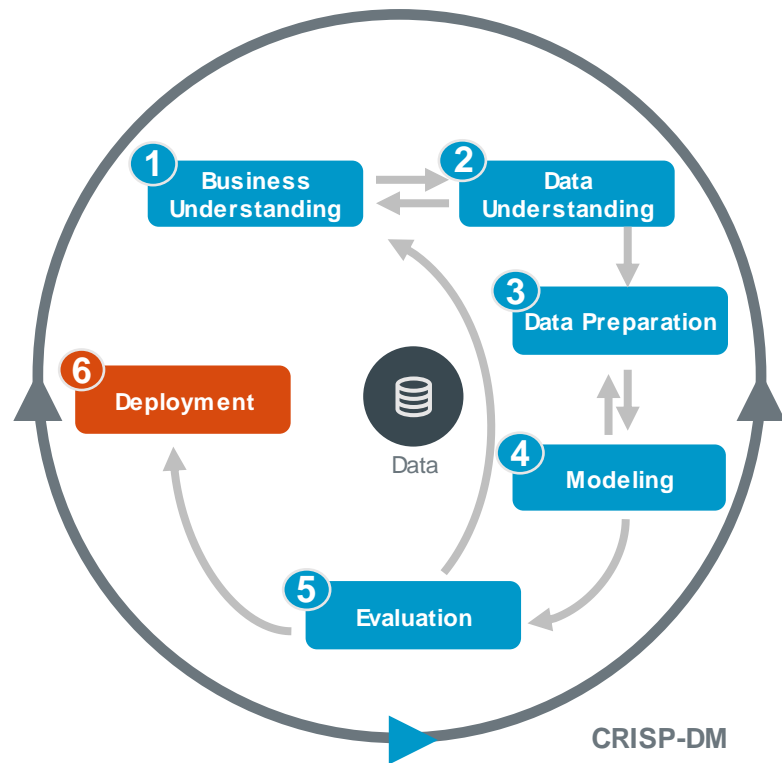 1
Business
Understanding
2
Data
Understanding
3
Data Preparation
6
Deployment
Data
4
Modeling
5
Evaluation
CRISP-DM